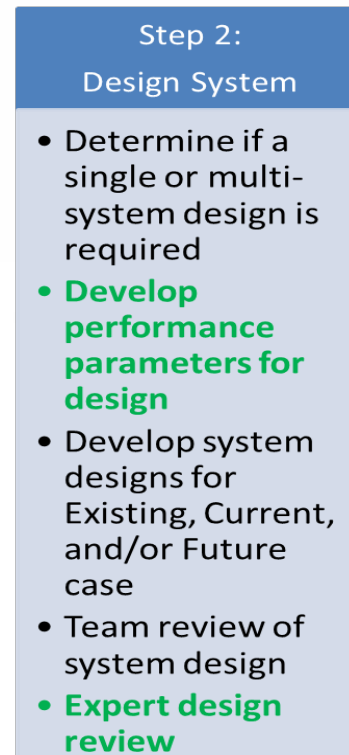 Step 2:
Design System
• Determine if a
single or multi-
system design is
required
• Develop
performance
parameters for
design
• Develop system
designs for
Existing, Current,
and/or Future
case
• Team review of
system design
• Expert design
review